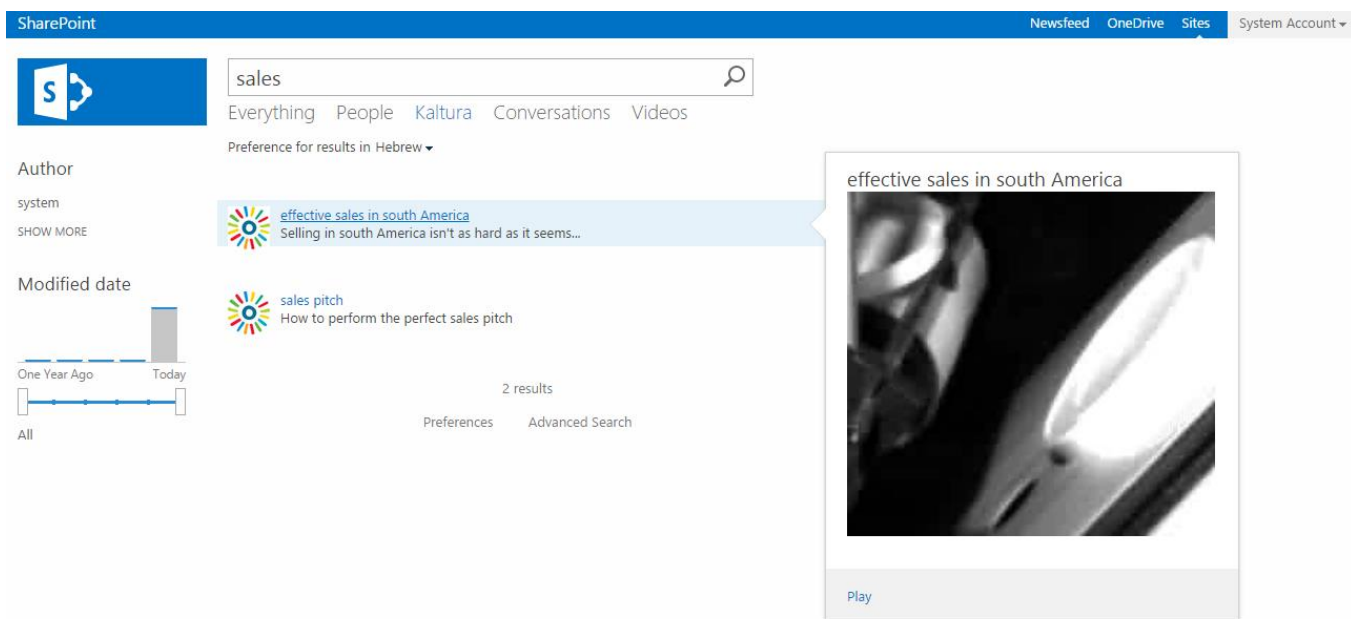 SharePoint
Newsfeed OneDrive Sites System Account
S
sales
Everything People Kaltura Conversations Videos
Preference for results in Hebrew
Author
system
SHOW MORE
Modified date
One Year Ago Today
All
effective sales in south America
Selling in south America isn't as hard as it seems...
sales pitch
How to perform the perfect sales pitch
2 results
Preferences Advanced Search
effective sales in south America
Play